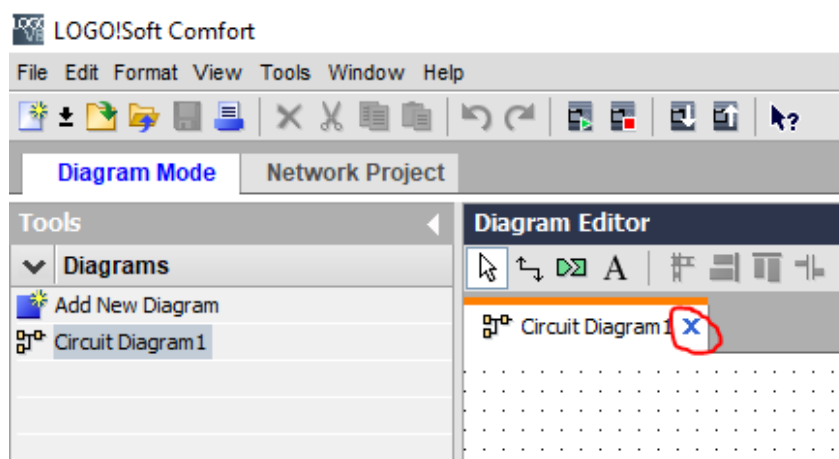 LOGO!Soft Comfort
File Edit Format View Tools Window Help
Diagram Mode Network Project
Tools
Diagram Editor
Diagrams
A
Add New Diagram
Circuit Diagram1
Circuit Diagram1